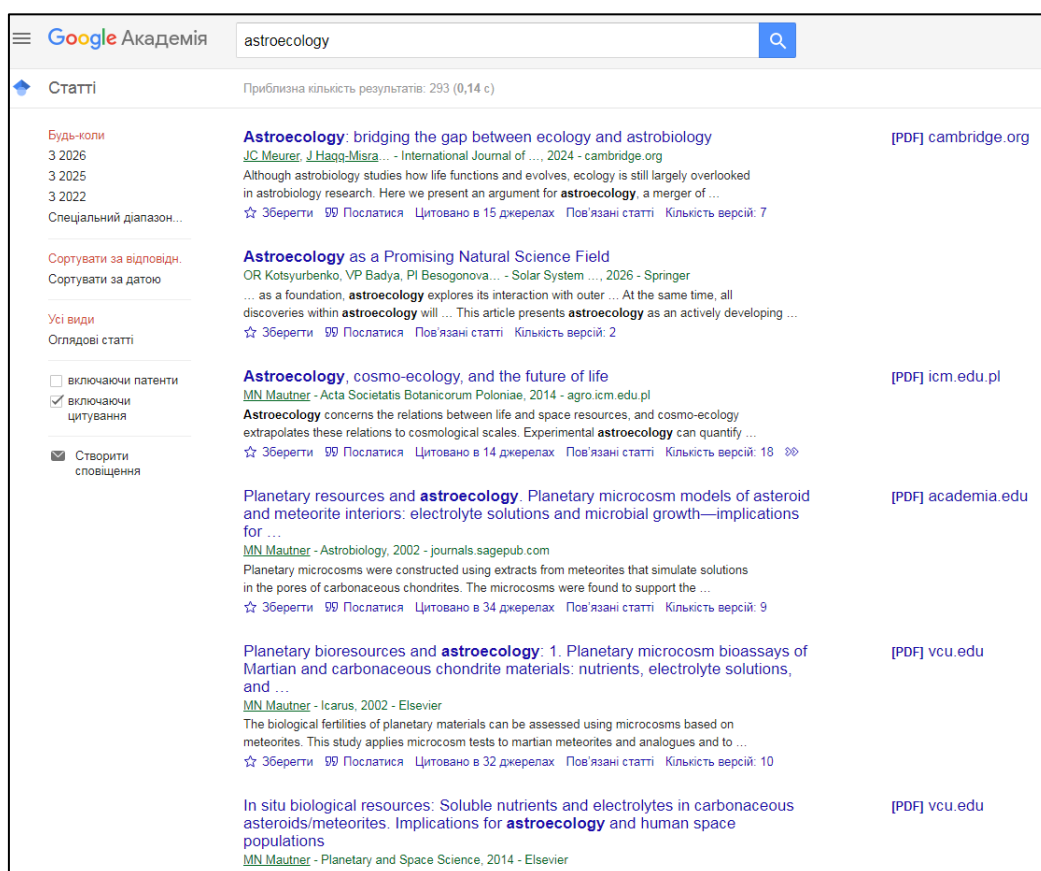 Google Академія
astroecology
Статті
Приблизна кількість результатів: 293 (0,14 с)
Будь-коли
З 2026
З 2025
З 2022
Спеціальний діапазон...
Сортувати за відповідн.
Сортувати за датою
Усі види
Оглядові статті
включаючи патенти
включаючи
цитування
Створити
сповіщення
Astroecology: bridging the gap between ecology and astrobiology
[PDF] cambridge.org
JC Meurer, J Haqq-Misra... - International Journal of ..., 2024 - cambridge.org
Although astrobiology studies how life functions and evolves, ecology is still largely overlooked
in astrobiology research. Here we present an argument for astroecology, a merger of ...
Зберегти Послатися Цитовано в 15 джерелах Пов'язані статті Кількість версій: 7
Astroecology as a Promising Natural Science Field
OR Kotsyurbenko, VP Badya, PI Besogonova... - Solar System ..., 2026 - Springer
... as a foundation, astroecology explores its interaction with outer ... At the same time, all
discoveries within astroecology will ... This article presents astroecology as an actively developing ...
Зберегти Послатися Пов'язані статті Кількість версій: 2
Astroecology, cosmo-ecology, and the future of life
[PDF] icm.edu.pl
MN Mautner - Acta Societatis Botanicorum Poloniae, 2014 - agro.icm.edu.pl
Astroecology concerns the relations between life and space resources, and cosmo-ecology
extrapolates these relations to cosmological scales. Experimental astroecology can quantify ...
Зберегти Послатися Цитовано в 14 джерелах Пов'язані статті Кількість версій: 18
Planetary resources and astroecology. Planetary microcosm models of asteroid
and meteorite interiors: electrolyte solutions and microbial growth—implications
for ...
[PDF] academia.edu
MN Mautner - Astrobiology, 2002 - journals.sagepub.com
Planetary microcosms were constructed using extracts from meteorites that simulate solutions
in the pores of carbonaceous chondrites. The microcosms were found to support the ...
Зберегти Послатися Цитовано в 34 джерелах Пов'язані статті Кількість версій: 9
Planetary bioresources and astroecology: 1. Planetary microcosm bioassays of
Martian and carbonaceous chondrite materials: nutrients, electrolyte solutions,
and ...
[PDF] vcu.edu
MN Mautner - Icarus, 2002 - Elsevier
The biological fertilities of planetary materials can be assessed using microcosms based on
meteorites. This study applies microcosm tests to martian meteorites and analogues and to ...
Зберегти Послатися Цитовано в 32 джерелах Пов'язані статті Кількість версій: 10
In situ biological resources: Soluble nutrients and electrolytes in carbonaceous
asteroids/meteorites. Implications for astroecology and human space
populations
[PDF] vcu.edu
MN Mautner - Planetary and Space Science, 2014 - Elsevier